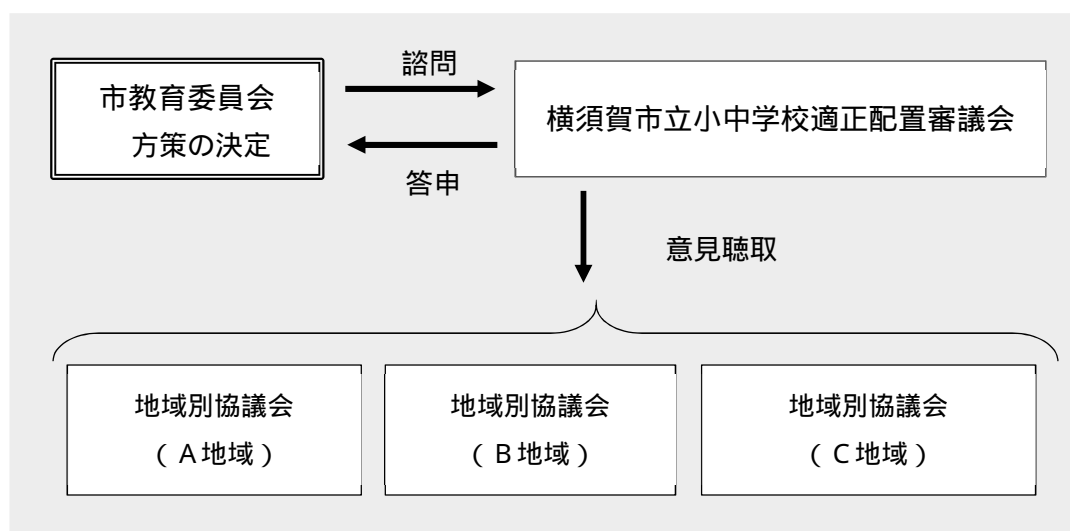 諮問
市教育委員会
方策の決定
横須賀市立小中学校適正配置審議会
答申
意見聴取
地域別協議会
(A地域)
地域別協議会
(B地域)
地域別協議会
(C地域)